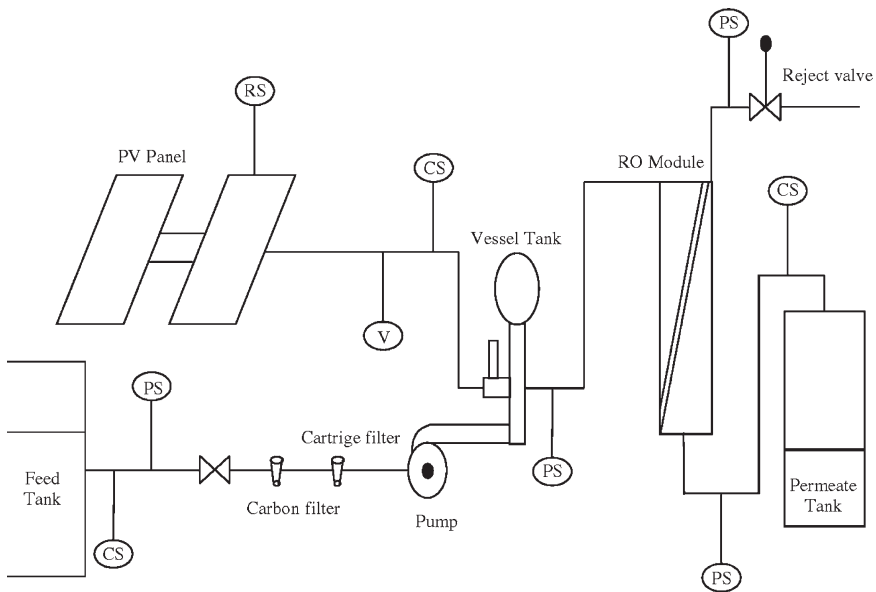 PS
Reject valve
RS
PV Panel
RO Module
CS
CS
Vessel Tank
V
PS
Cartrige filter
Feed
Tank
PS
Permeate
Tank
Carbon filter
Pump
CS
PS